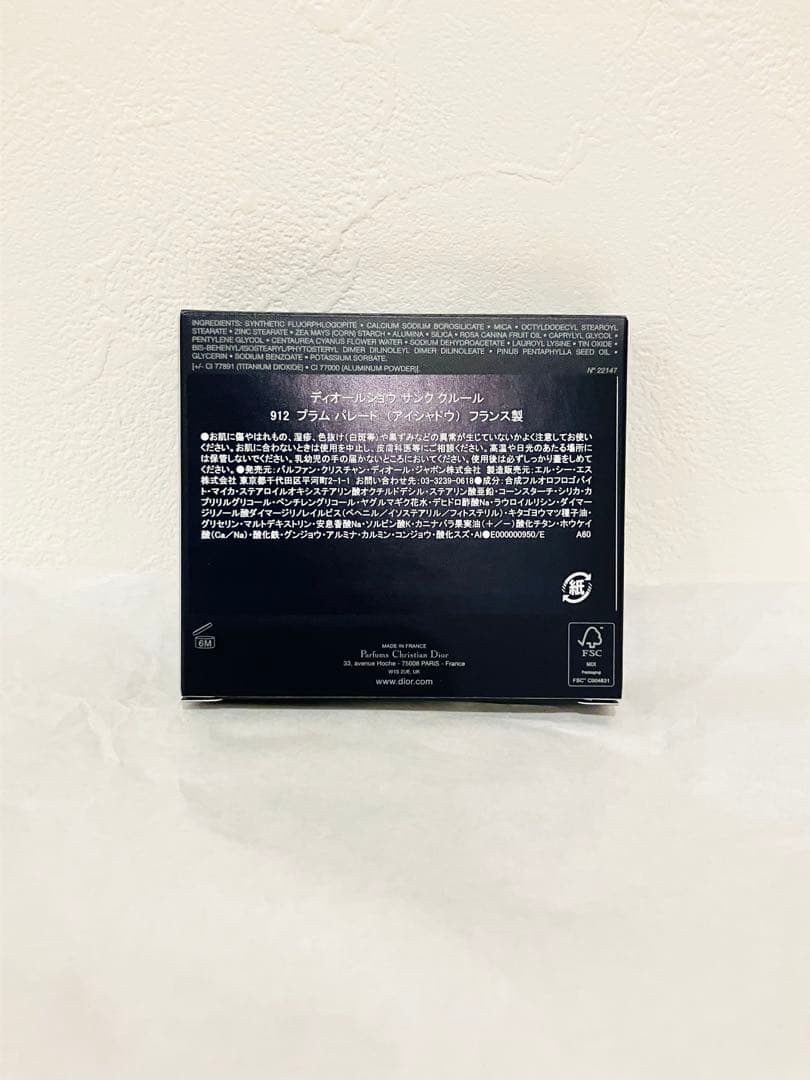 INGREDIENTS: SYNTHETIC FLUORPHLOGOPITE • CALCIUM SODIUM BOROSILICATE • MICA • OCTYLDODECYL STEAROYL
STEARATE • ZINC STEARATE • ZEA MAYS (CORN) STARCH • ALUMINA • SILICA • ROSA CANINA FRUIT OIL • CAPRYLYL GLYCOL •
PENTYLENE GLYCOL • CENTAUREA CYANUS FLOWER WATER • SODIUM DEHYDROACETATE • LAUROYL LYSINE • TIN OXIDE •
BIS-BEHENYL/ISOSTEARYL/PHYTOSTERYL DIMER DILINOLEYL DIMER DILINOLEATE • PINUS PENTAPHYLLA SEED OIL •
GLYCERIN • SODIUM BENZOATE • POTASSIUM SORBATE.
[+/- CI 77891 (TITANIUM DIOXIDE) • CI 77000 (ALUMINUM POWDER)] N° 22147
ディオールショウ サンク クルール
912 プラム パレード (アイシャドウ) フランス製
●お肌に傷やはれもの、湿疹、色抜け(白斑等)や黒ずみなどの異常が生じていないかよく注意してお使い
ください。お肌に合わないときは使用を中止し、皮膚科医等にご相談ください。高温や日光のあたる場所に
は保管しないでください。乳幼児の手の届かないところにおいてください。使用後は必ずしっかり蓋をしめて
ください。●発売元:パルファン・クリスチャン・ディオール・ジャポン株式会社 製造販売元:エル・シー・エス
株式会社 東京都千代田区平河町2-1-1 お問い合わせ先:03-3239-0618●成分:合成フルオロフロゴパイ
ト・マイカ・ステアロイルオキシステアリン酸オクチルドデシル・ステアリン酸亜鉛・コーンスターチ・シリカ・カ
プリリルグリコール・ペンチレングリコール・ヤグルマギク花水・デヒドロ酢酸Na・ラウロイルリシン・ダイマー
ジリノール酸ダイマージリノレイルビス(ベヘニル/イソステアリル/フィトステリル)・キタゴヨウマツ種子油・
グリセリン・マルトデキストリン・安息香酸Na・ソルビン酸K・カニナバラ果実油(+/-)酸化チタン・ホウケイ
酸(Ca/Na)・酸化鉄・グンジョウ・アルミナ・カルミン・コンジョウ・酸化スズ・Al●E000000950/E A60
紙
6M
MADE IN FRANCE
Parfums Christian Dior
33, avenue Hoche - 75008 PARIS - France
W1S 2UE, UK
www.dior.com
FSC
MIX
Packaging
FSC® C004831